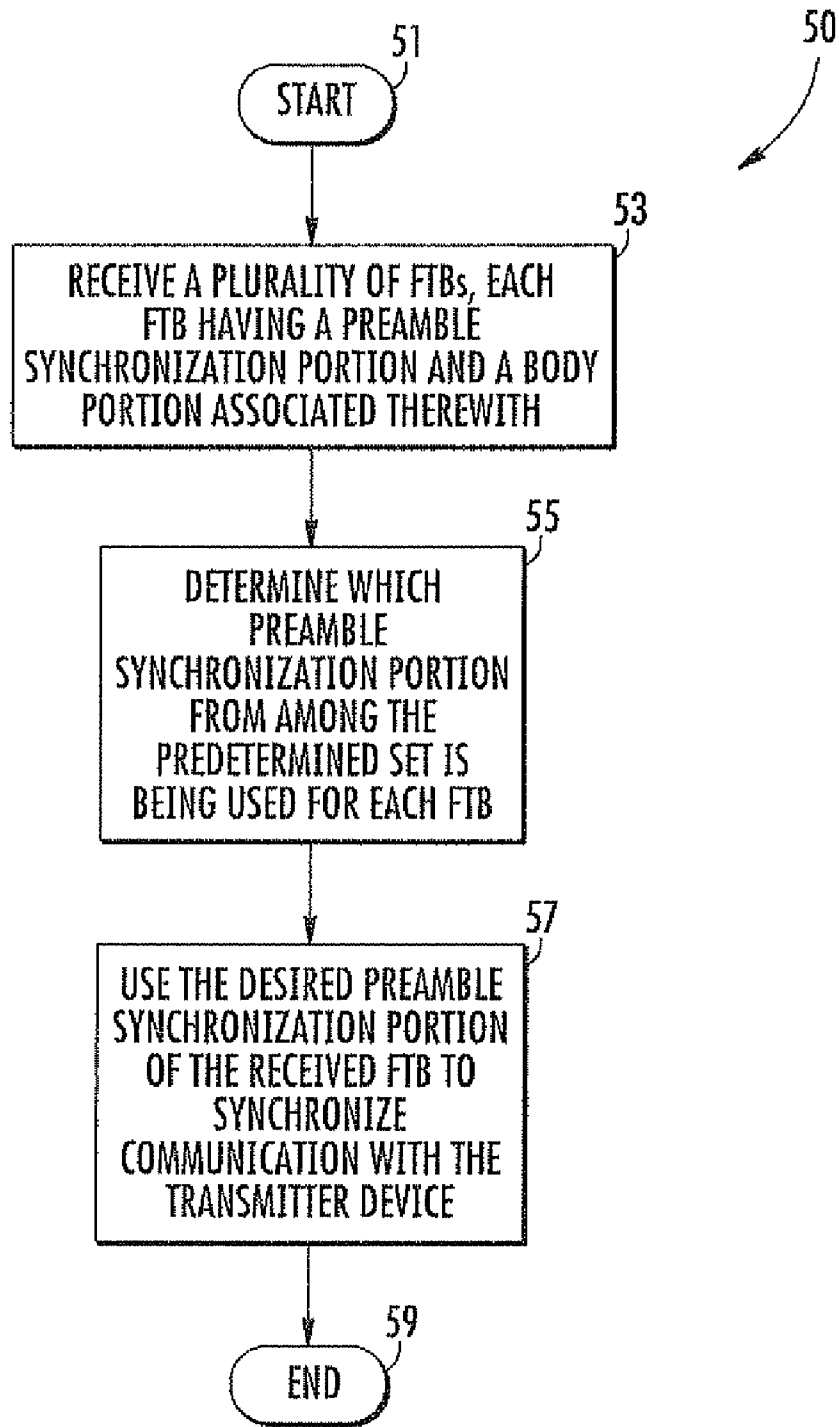 50
51
START
53
RECEIVE A PLURALITY OF FTBs, EACH
FTB HAVING A PREAMBLE
SYNCHRONIZATION PORTION AND A BODY
PORTION ASSOCIATED THEREWITH
55
DETERMINE WHICH
PREAMBLE
SYNCHRONIZATION PORTION
FROM AMONG THE
PREDETERMINED SET IS
BEING USED FOR EACH FTB
57
USE THE DESIRED PREAMBLE
SYNCHRONIZATION PORTION
OF THE RECEIVED FTB TO
SYNCHRONIZE
COMMUNICATION WITH THE
TRANSMITTER DEVICE
59
END